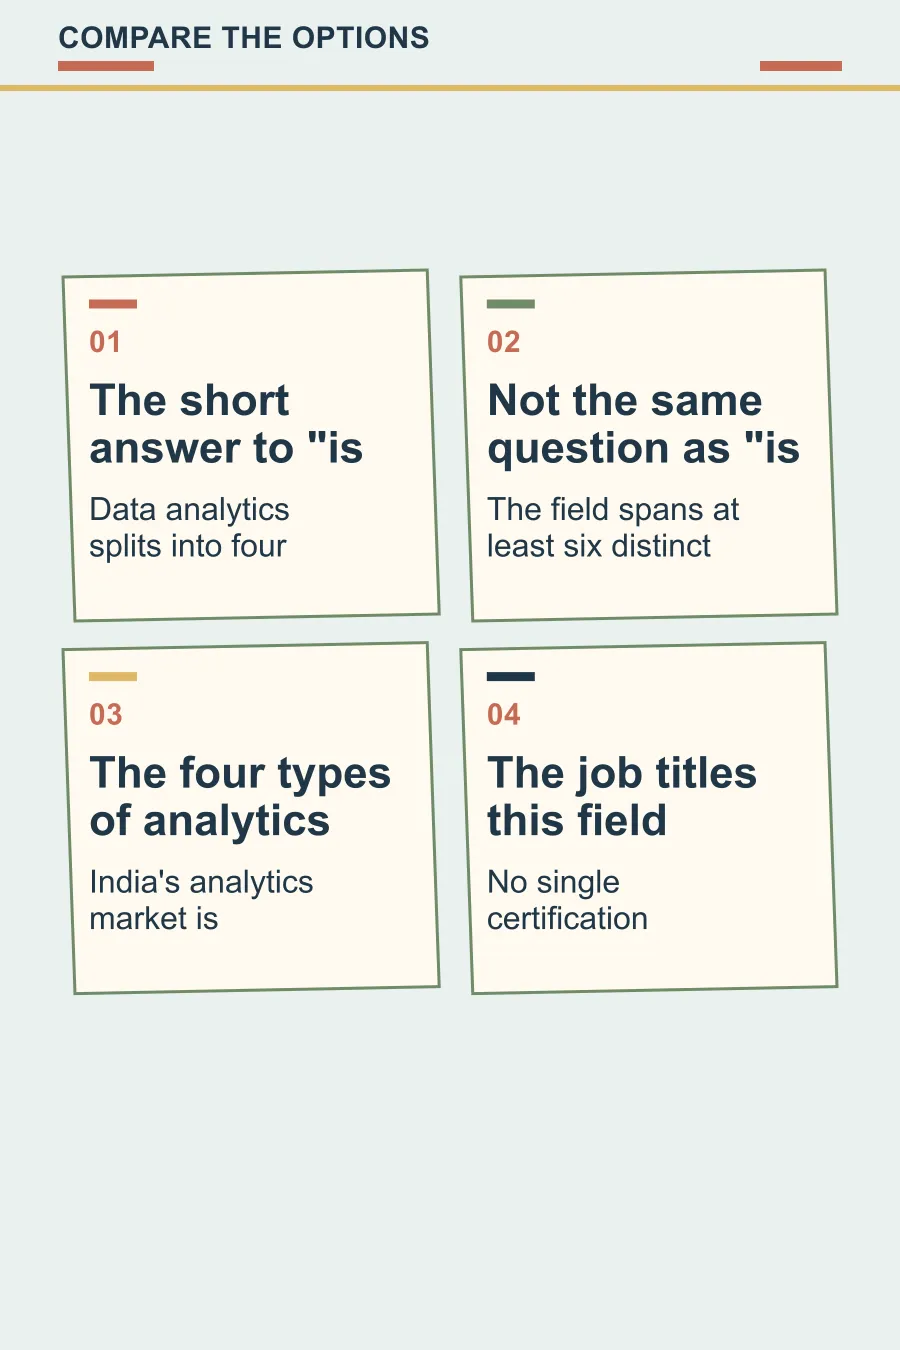 COMPARE THE OPTIONS
01
The short
answer to "is
Data analytics
splits into four
02
Not the same
question as "is
The field spans at
least six distinct
03
The four types
of analytics
India's analytics
market is
04
The job titles
this field
No single
certification